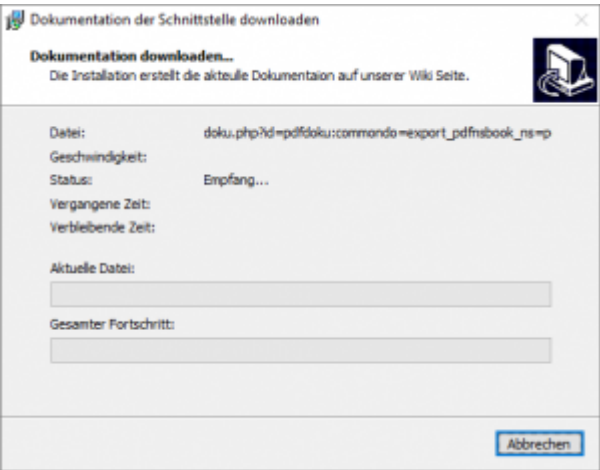 Dokumentation der Schnittstelle downloaden
Dokumentation downloaden...
Die Installation erstellt die akteulle Dokumentaion auf unserer Wiki Seite.
Datei: doku.php?id=pdfdoku:commondo=export_pdfnsbook_ns=p
Geschwindigkeit:
Status: Empfang...
Vergangene Zeit:
Verbleibende Zeit:
Aktuelle Datei:
Gesamter Fortschritt:
Abbrechen